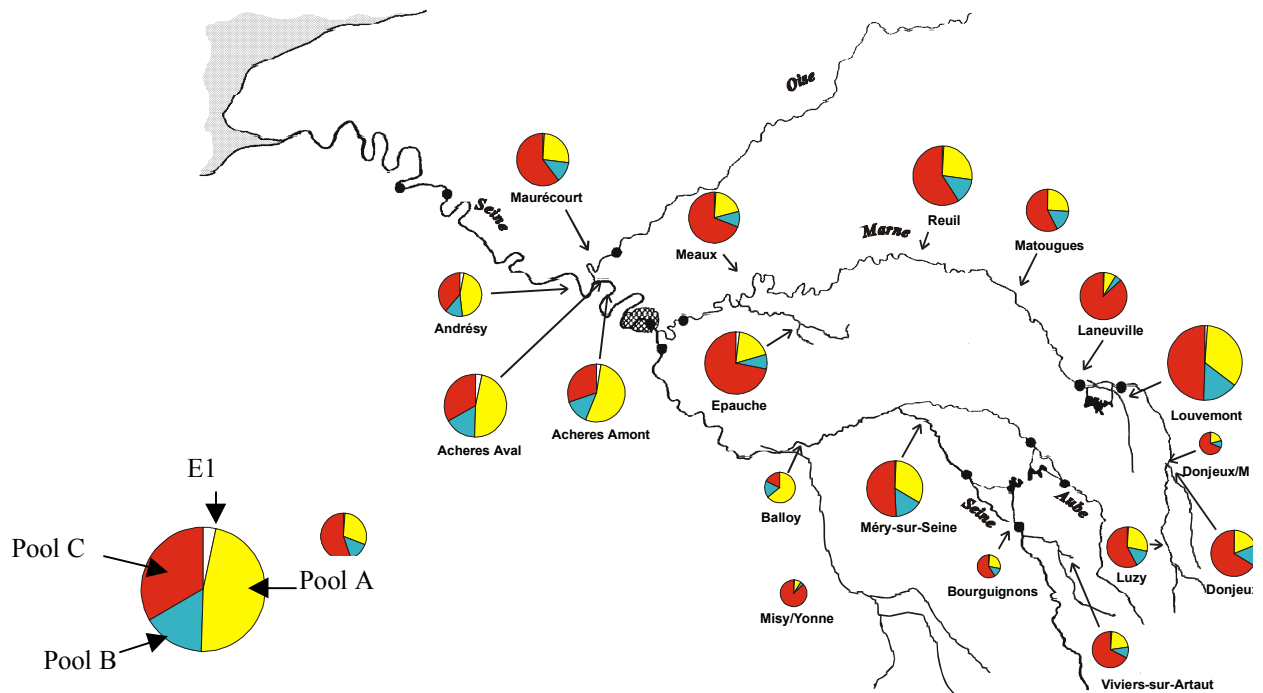 Oise
Maurécourt
Seine
Reuil
Matougues
Meaux
Marne
Andrésy
Laneuville
Epauche
Louvemont
Acheres Aval
Acheres Amont
Donjeux/M
E1
Balloy
Méry-sur-Seine
Seine
Aube
Pool C
Pool A
Luzy
Donjeux
Bourguignons
Misy/Yonne
Pool B
Viviers-sur-Artaut